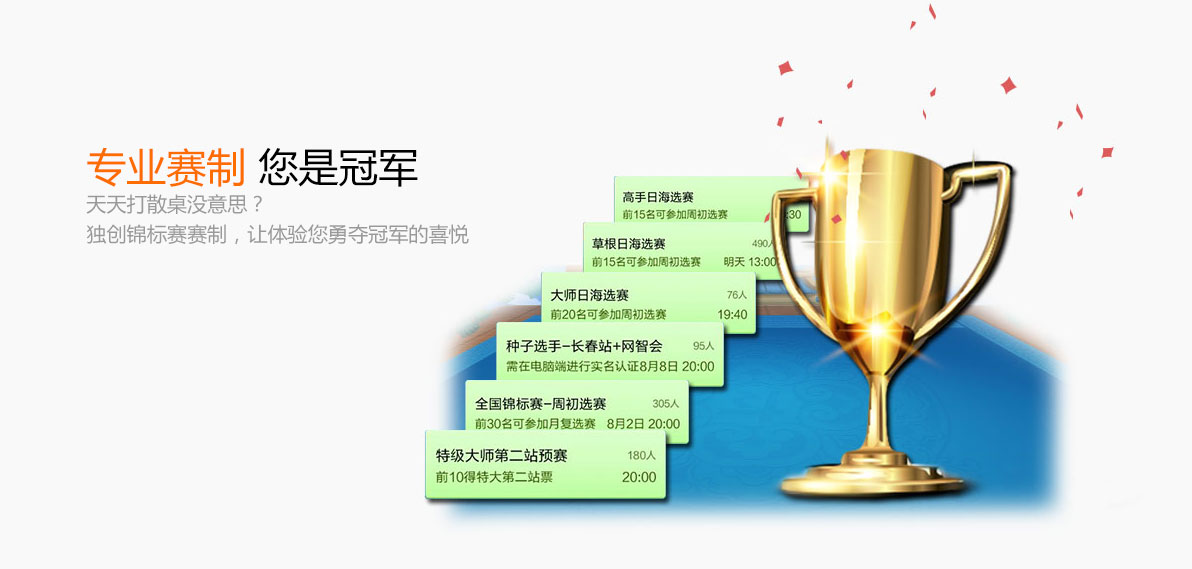 专业赛制 您是冠军
天天打散桌没意思？
独创锦标赛赛制，让体验您勇夺冠军的喜悦
高手日海选赛
前15名可参加周初选赛 :30
草根日海选赛 490人
前15名可参加周初选赛 明天 13:00
大师日海选赛 76人
前20名可参加周初选赛 19:40
种子选手-长春站+网智会 95人
需在电脑端进行实名认证8月8日 20:00
全国锦标赛-周初选赛 305人
前30名可参加月复选赛 8月2日 20:00
特级大师第二站预赛 180人
前10得特大第二站票 20:00